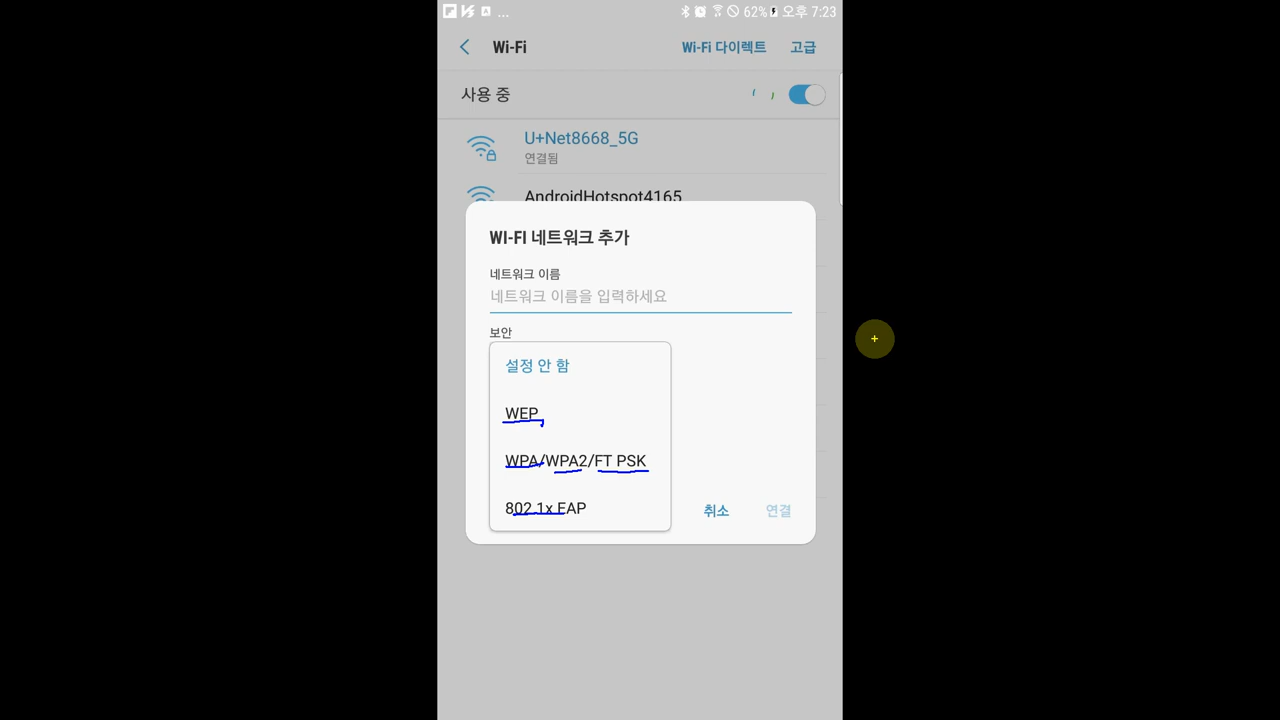 ... 62% 오후 7:23
Wi-Fi Wi-Fi 다이렉트 고급
사용 중
U+Net8668_5G
연결됨
AndroidHotspot4165
WI-FI 네트워크 추가
네트워크 이름
네트워크 이름을 입력하세요
보안
설정 안 함
WEP
WPA/WPA2/FT PSK
802.1x EAP
취소 연결